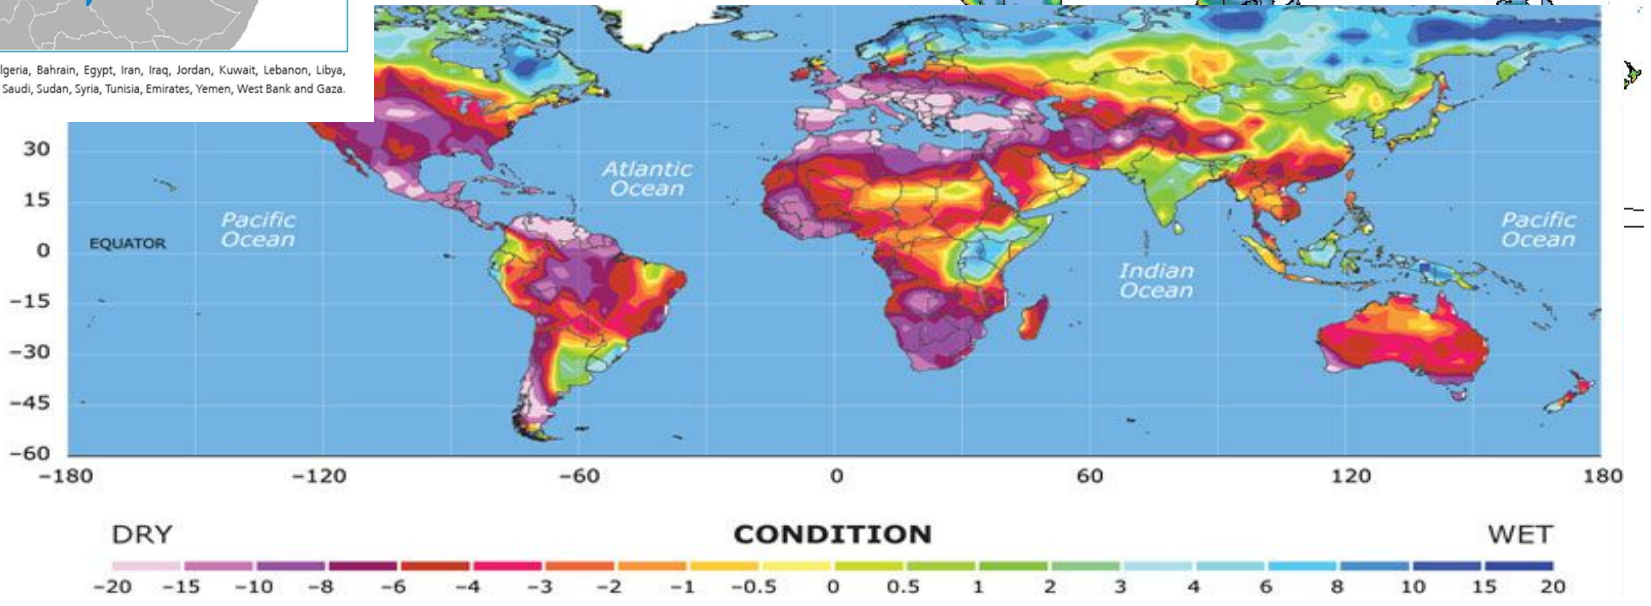 lgeria, Bahrain, Egypt, Iran, Iraq, Jordan, Kuwait, Lebanon, Libya,
Saudi, Sudan, Syria, Tunisia, Emirates, Yemen, West Bank and Gaza.
30
Atlantic
Ocean
15
Pacific
Ocean
Pacific
Ocean
EQUATOR
0
Indian
Ocean
−15
−30
−45
−60
−180 −120 −60 0 60 120 180
DRY CONDITION WET
−20 −15 −10 −8 −6 −4 −3 −2 −1 −0.5 0 0.5 1 2 3 4 6 8 10 15 20